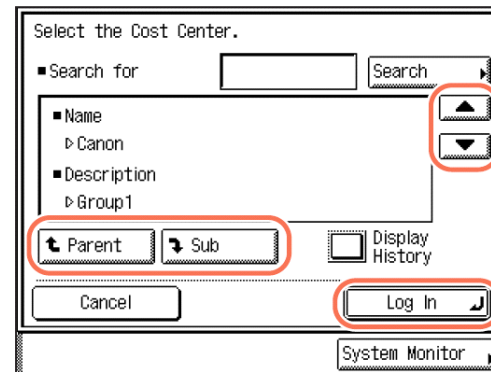 Select the Cost Center.
■Search for
Search
■Name
▷Canon
■Description
▷Group1
Parent
Sub
Display
History
Cancel
Log In
System Monitor